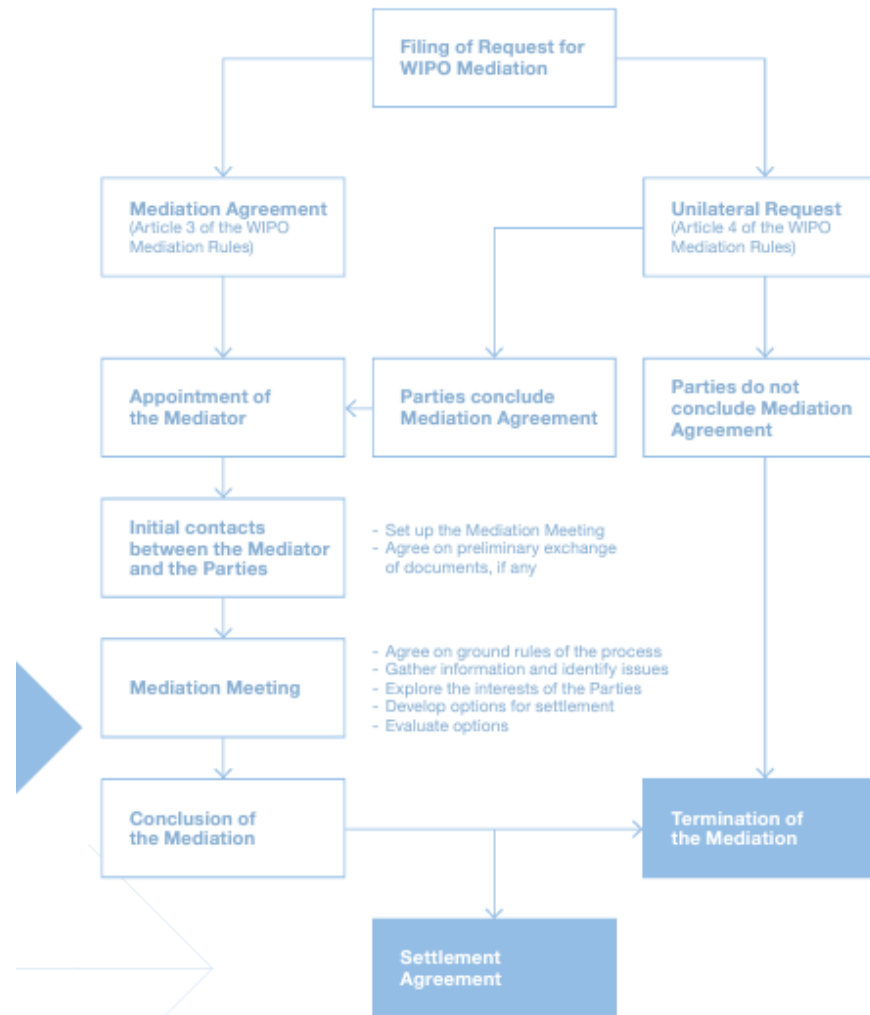 Filing of Request for
WIPO Mediation
Mediation Agreement
(Article 3 of the WIPO
Mediation Rules)
Unilateral Request
(Article 4 of the WIPO
Mediation Rules)
Appointment of
the Mediator
Parties conclude
Mediation Agreement
Parties do not
conclude Mediation
Agreement
Initial contacts
between the Mediator
and the Parties
- Set up the Mediation Meeting
- Agree on preliminary exchange
of documents, if any
Mediation Meeting
- Agree on ground rules of the process
- Gather information and identify issues
- Explore the interests of the Parties
- Develop options for settlement
- Evaluate options
Conclusion of
the Mediation
Termination of
the Mediation
Settlement
Agreement